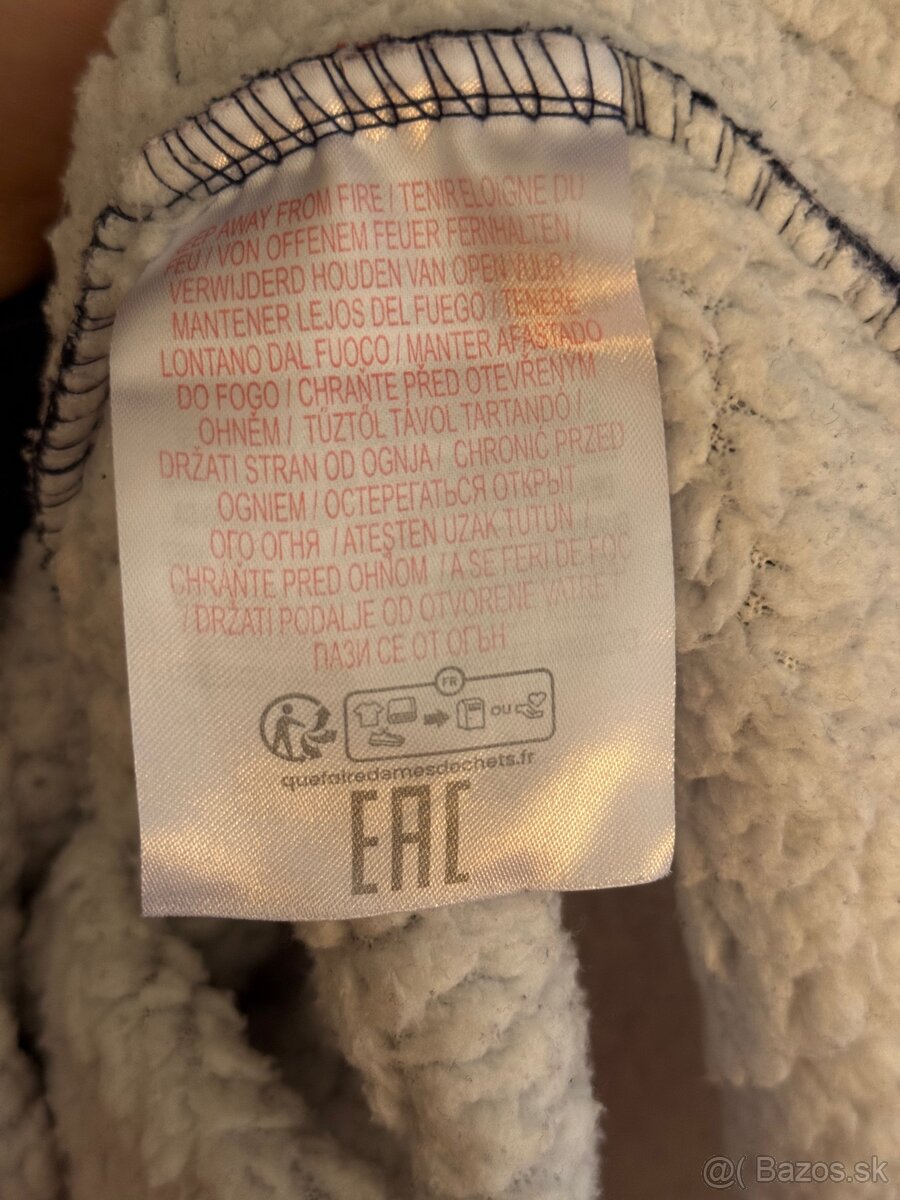 KEEP AWAY FROM FIRE / TENIR ELOIGNE DU
FEU / VON OFFENEM FEUER FERNHALTEN /
VERWIJDERD HOUDEN VAN OPEN VUUR /
MANTENER LEJOS DEL FUEGO / TENERE
LONTANO DAL FUOCO / MANTER AFASTADO
DO FOGO / CHRAŇTE PŘED OTEVŘENÝM
OHNĚM / TŰZTŐL TÁVOL TARTANDÓ /
DRŽATI STRAN OD OGNJA / CHRONIĆ PRZED
OGNIEM / ОСТЕРЕГАТЬСЯ ОТКРЫТ
ОГО ОГНЯ / ATEŞTEN UZAK TUTUN /
CHRÁŇTE PRED OHŇOM / A SE FERI DE FOC
/ DRŽATI PODALJE OD OTVORENE VATRE /
ПАЗИ СЕ ОТ ОГЪН
FR
OU
quefairedemesdechets.fr
EAC
@( Bazos.sk